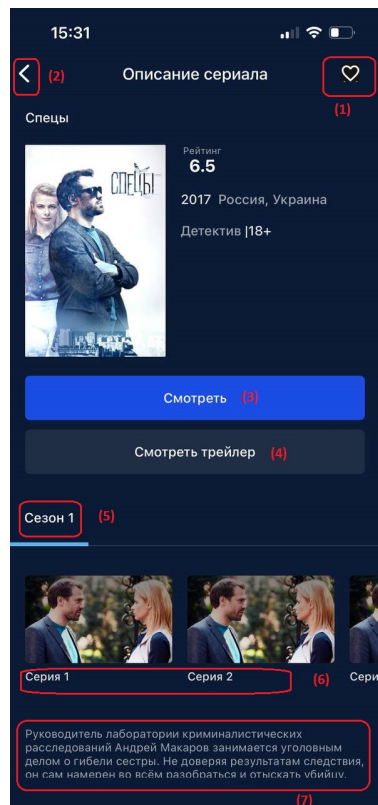 15:31
(2) Описание сериала
(1)
Спецы
СПЕЦЫ
Рейтинг
6.5
2017 Россия, Украина
Детектив |18+
Смотреть (3)
Смотреть трейлер (4)
Сезон 1 (5)
Серия 1 Серия 2 (6) Сери
Руководитель лаборатории криминалистических
расследований Андрей Макаров занимается уголовным
делом о гибели сестры. Не доверяя результатам следствия,
он сам намерен во всём разобраться и отыскать убийцу.
(7)